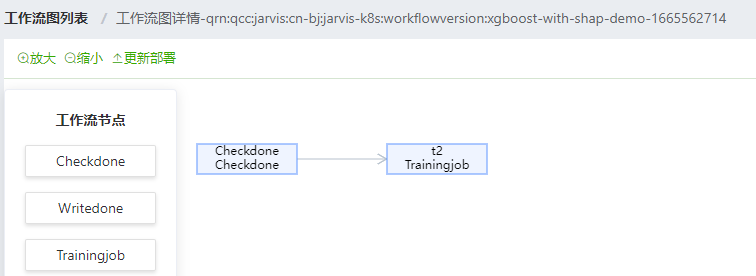 工作流图列表 / 工作流图详情-qrn:qcc:jarvis:cn-bj:jarvis-k8s:workflowversion:xgboost-with-shap-demo-1665562714
放大 缩小 更新部署
工作流节点
Checkdone
Writedone
Trainingjob
Checkdone
Checkdone
t2
Trainingjob